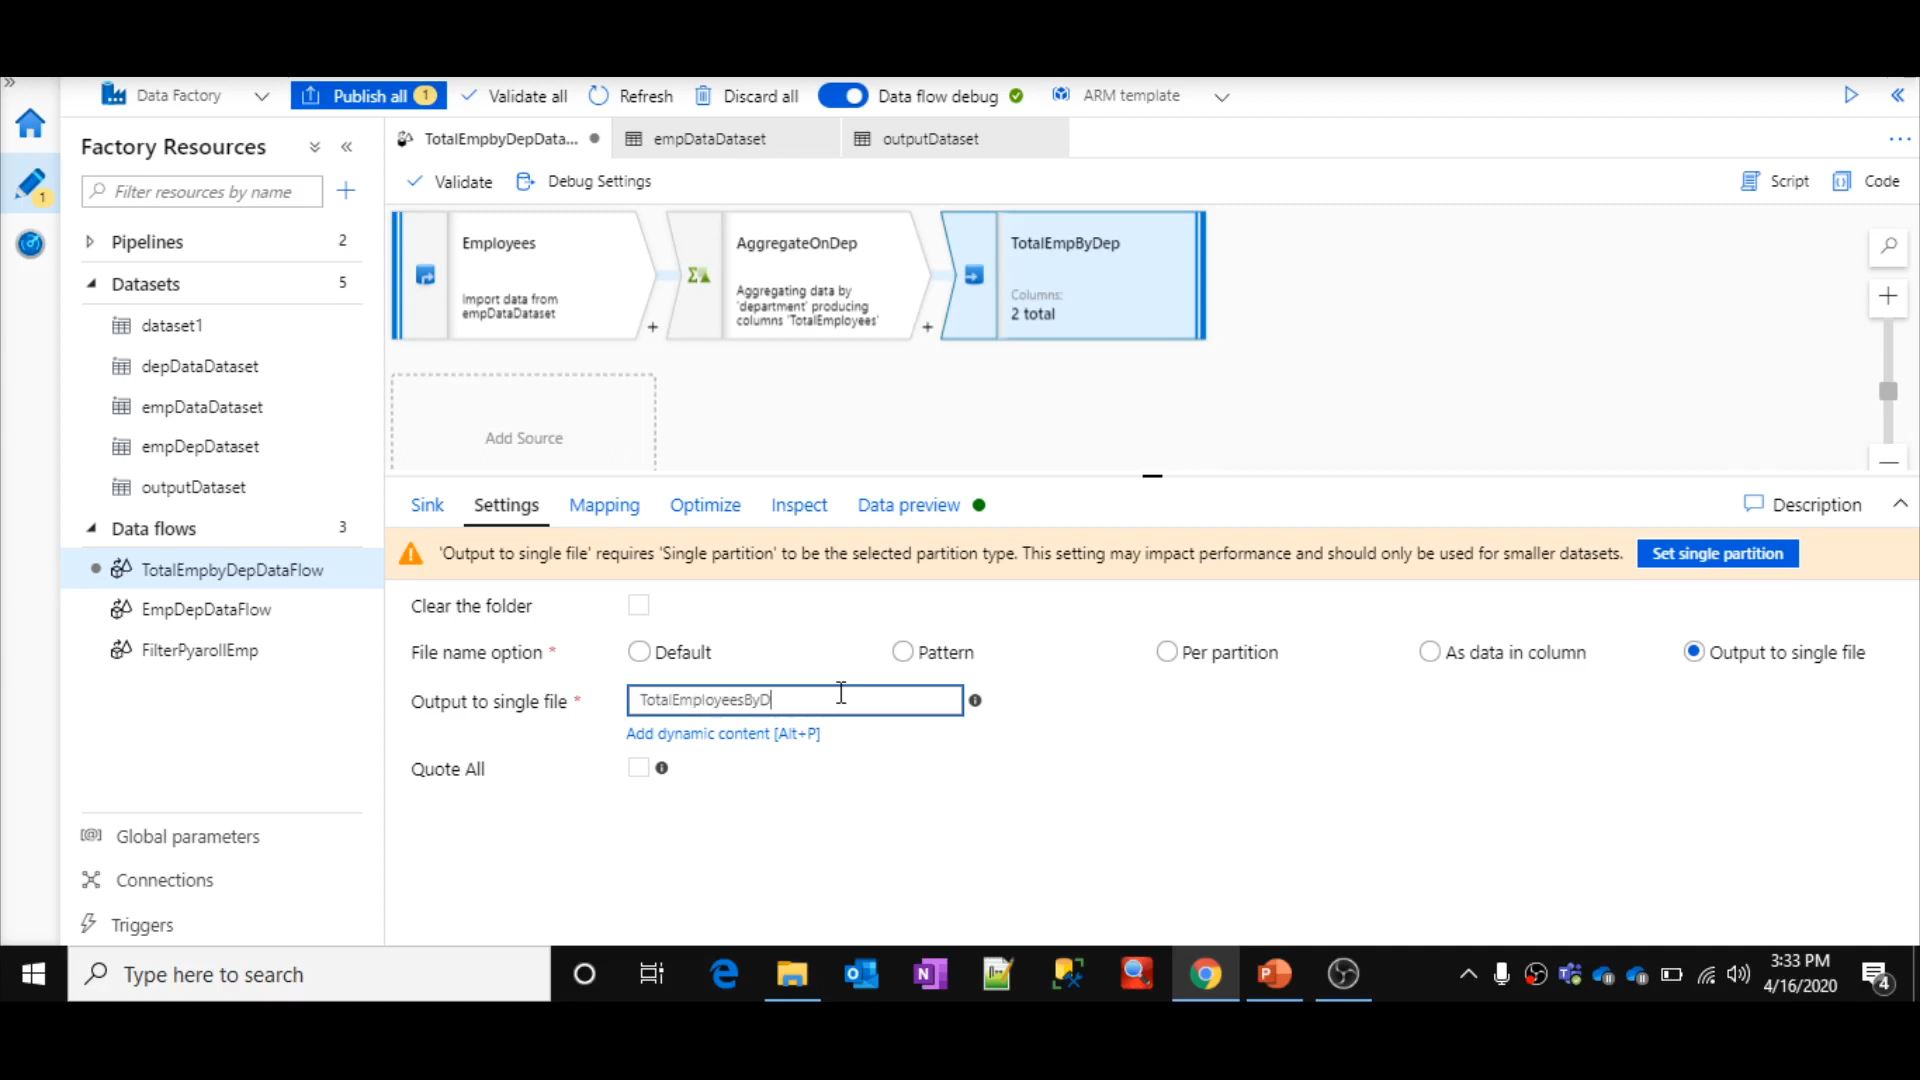 Data Factory
Publish all 1
Validate all
Refresh
Discard all
Data flow debug
ARM template
1
Factory Resources
Filter resources by name
Pipelines 2
Datasets 5
dataset1
depDataDataset
empDataDataset
empDepDataset
outputDataset
Data flows 3
TotalEmpbyDepDataFlow
EmpDepDataFlow
FilterPyarollEmp
Global parameters
Connections
Triggers
TotalEmpbyDepData...
empDataDataset
outputDataset
Validate
Debug Settings
Script
Code
Employees
Import data from
empDataDataset
AggregateOnDep
Aggregating data by
'department' producing
columns 'TotalEmployees'
TotalEmpByDep
Columns:
2 total
Add Source
Sink
Settings
Mapping
Optimize
Inspect
Data preview
Description
'Output to single file' requires 'Single partition' to be the selected partition type. This setting may impact performance and should only be used for smaller datasets.
Set single partition
Clear the folder
File name option *
Default
Pattern
Per partition
As data in column
Output to single file
Output to single file *
TotalEmployeesByD
Add dynamic content [Alt+P]
Quote All
Type here to search
3:33 PM
4/16/2020
4